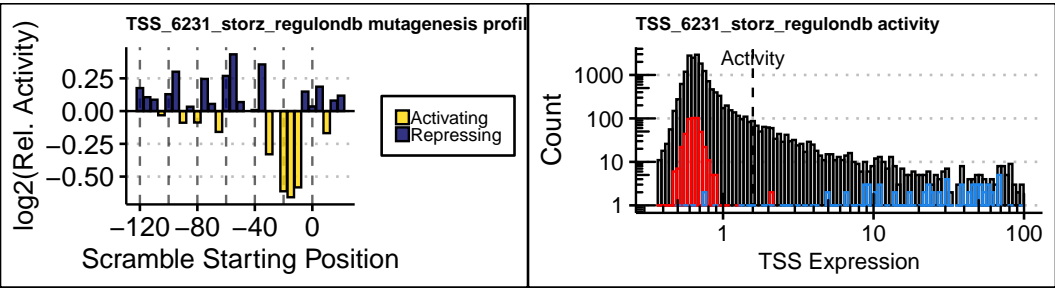 TSS_6231_storz_regulondb mutagenesis profil
log2(Rel. Activity)
0.25
0.00
−0.25
−0.50
−120 −80 −40 0
Scramble Starting Position
Activating
Repressing
TSS_6231_storz_regulondb activity
Activity
Count
1000
100
10
1
1 10 100
TSS Expression